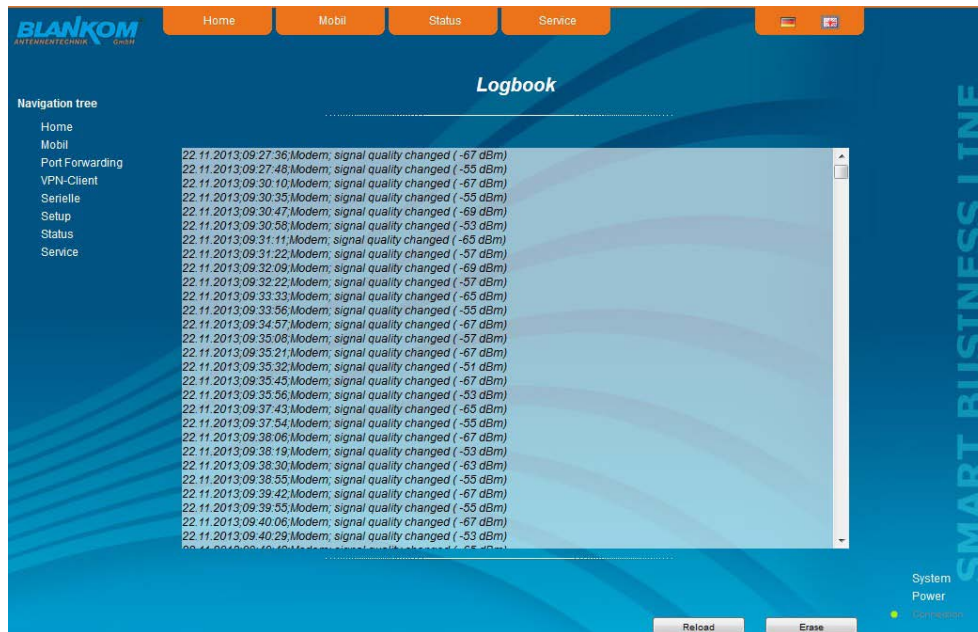 BLANKOM
ANTENNENTECHNIK GmbH
Home
Mobil
Status
Service
Logbook
Navigation tree
Home
Mobil
Port Forwarding
VPN-Client
Serielle
Setup
Status
Service
22.11.2013;09:27:36;Modem; signal quality changed ( -67 dBm)
22.11.2013;09:27:48;Modem; signal quality changed ( -55 dBm)
22.11.2013;09:30:10;Modem; signal quality changed ( -67 dBm)
22.11.2013;09:30:35;Modem; signal quality changed ( -55 dBm)
22.11.2013;09:30:47;Modem; signal quality changed ( -69 dBm)
22.11.2013;09:30:58;Modem; signal quality changed ( -53 dBm)
22.11.2013;09:31:11;Modem; signal quality changed ( -65 dBm)
22.11.2013;09:31:22;Modem; signal quality changed ( -57 dBm)
22.11.2013;09:32:09;Modem; signal quality changed ( -69 dBm)
22.11.2013;09:32:22;Modem; signal quality changed ( -57 dBm)
22.11.2013;09:33:33;Modem; signal quality changed ( -65 dBm)
22.11.2013;09:33:56;Modem; signal quality changed ( -55 dBm)
22.11.2013;09:34:57;Modem; signal quality changed ( -67 dBm)
22.11.2013;09:35:08;Modem; signal quality changed ( -57 dBm)
22.11.2013;09:35:21;Modem; signal quality changed ( -67 dBm)
22.11.2013;09:35:32;Modem; signal quality changed ( -51 dBm)
22.11.2013;09:35:45;Modem; signal quality changed ( -67 dBm)
22.11.2013;09:35:56;Modem; signal quality changed ( -53 dBm)
22.11.2013;09:37:43;Modem; signal quality changed ( -65 dBm)
22.11.2013;09:37:54;Modem; signal quality changed ( -55 dBm)
22.11.2013;09:38:06;Modem; signal quality changed ( -67 dBm)
22.11.2013;09:38:19;Modem; signal quality changed ( -53 dBm)
22.11.2013;09:38:30;Modem; signal quality changed ( -63 dBm)
22.11.2013;09:38:55;Modem; signal quality changed ( -55 dBm)
22.11.2013;09:39:42;Modem; signal quality changed ( -67 dBm)
22.11.2013;09:39:55;Modem; signal quality changed ( -55 dBm)
22.11.2013;09:40:06;Modem; signal quality changed ( -67 dBm)
22.11.2013;09:40:29;Modem; signal quality changed ( -53 dBm)
SMART BUSINESS LINE
System
Power
Connexion
Reload
Erase